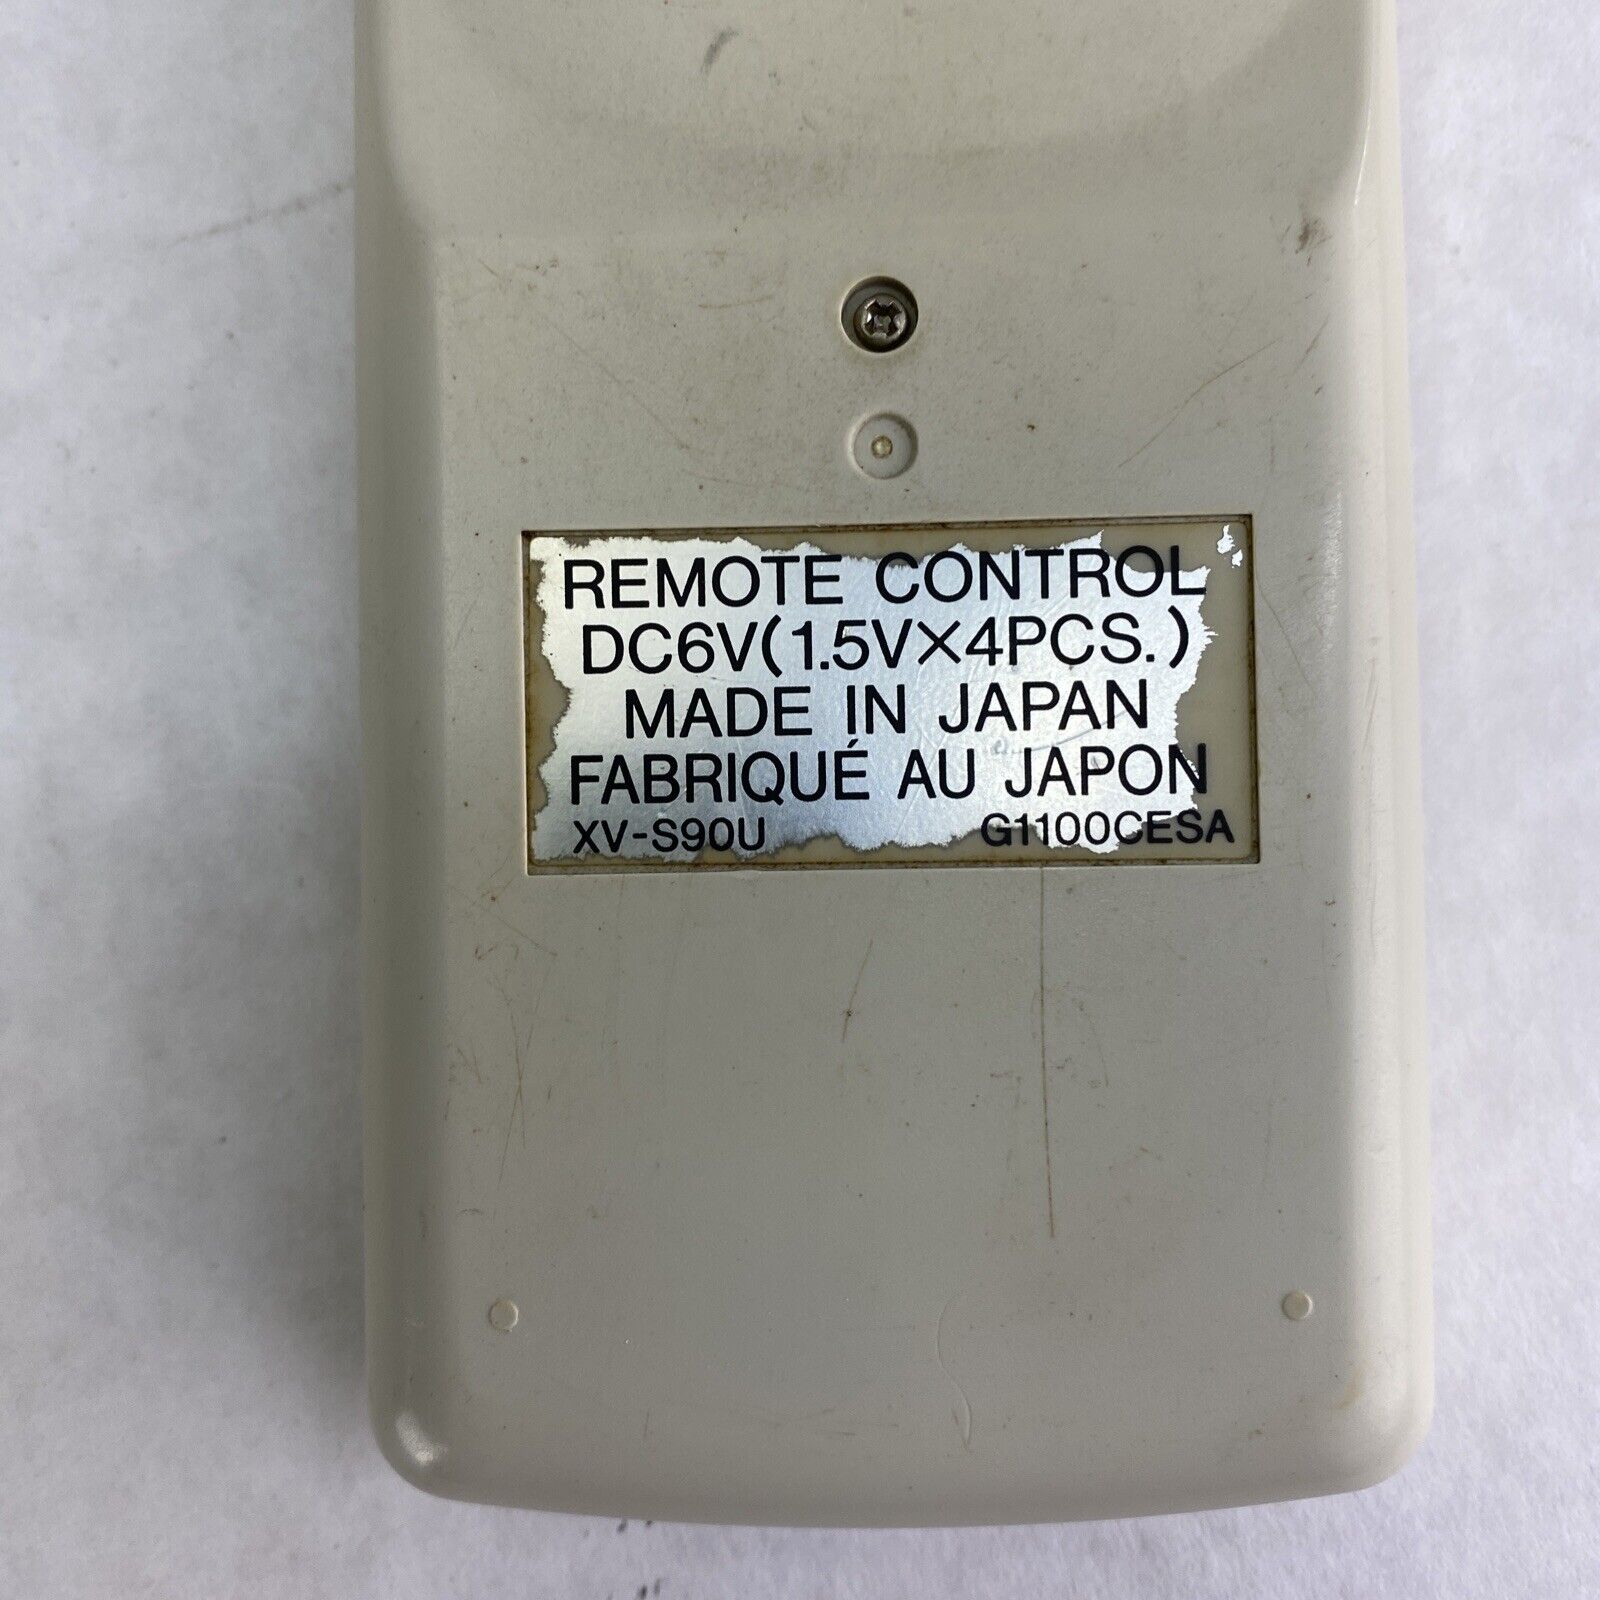 REMOTE CONTROL
DC6V(1.5V×4PCS.)
MADE IN JAPAN
FABRIQUÉ AU JAPON
XV-S90U G1100CESA